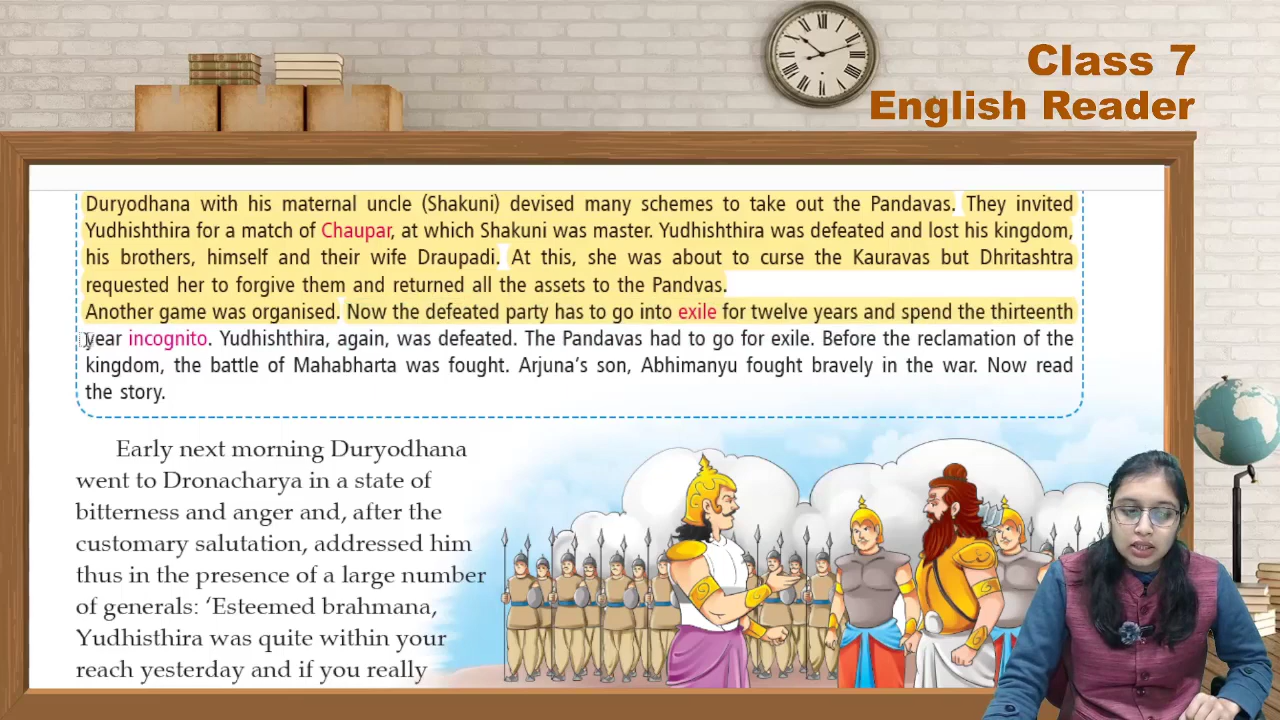 Class 7
English Reader
Duryodhana with his maternal uncle (Shakuni) devised many schemes to take out the Pandavas. They invited
Yudhishthira for a match of Chaupar, at which Shakuni was master. Yudhishthira was defeated and lost his kingdom,
his brothers, himself and their wife Draupadi. At this, she was about to curse the Kauravas but Dhritashtra
requested her to forgive them and returned all the assets to the Pandvas.
Another game was organised. Now the defeated party has to go into exile for twelve years and spend the thirteenth
year incognito. Yudhishthira, again, was defeated. The Pandavas had to go for exile. Before the reclamation of the
kingdom, the battle of Mahabharta was fought. Arjuna's son, Abhimanyu fought bravely in the war. Now read
the story.
Early next morning Duryodhana
went to Dronacharya in a state of
bitterness and anger and, after the
customary salutation, addressed him
thus in the presence of a large number
of generals: 'Esteemed brahmana,
Yudhisthira was quite within your
reach yesterday and if you really